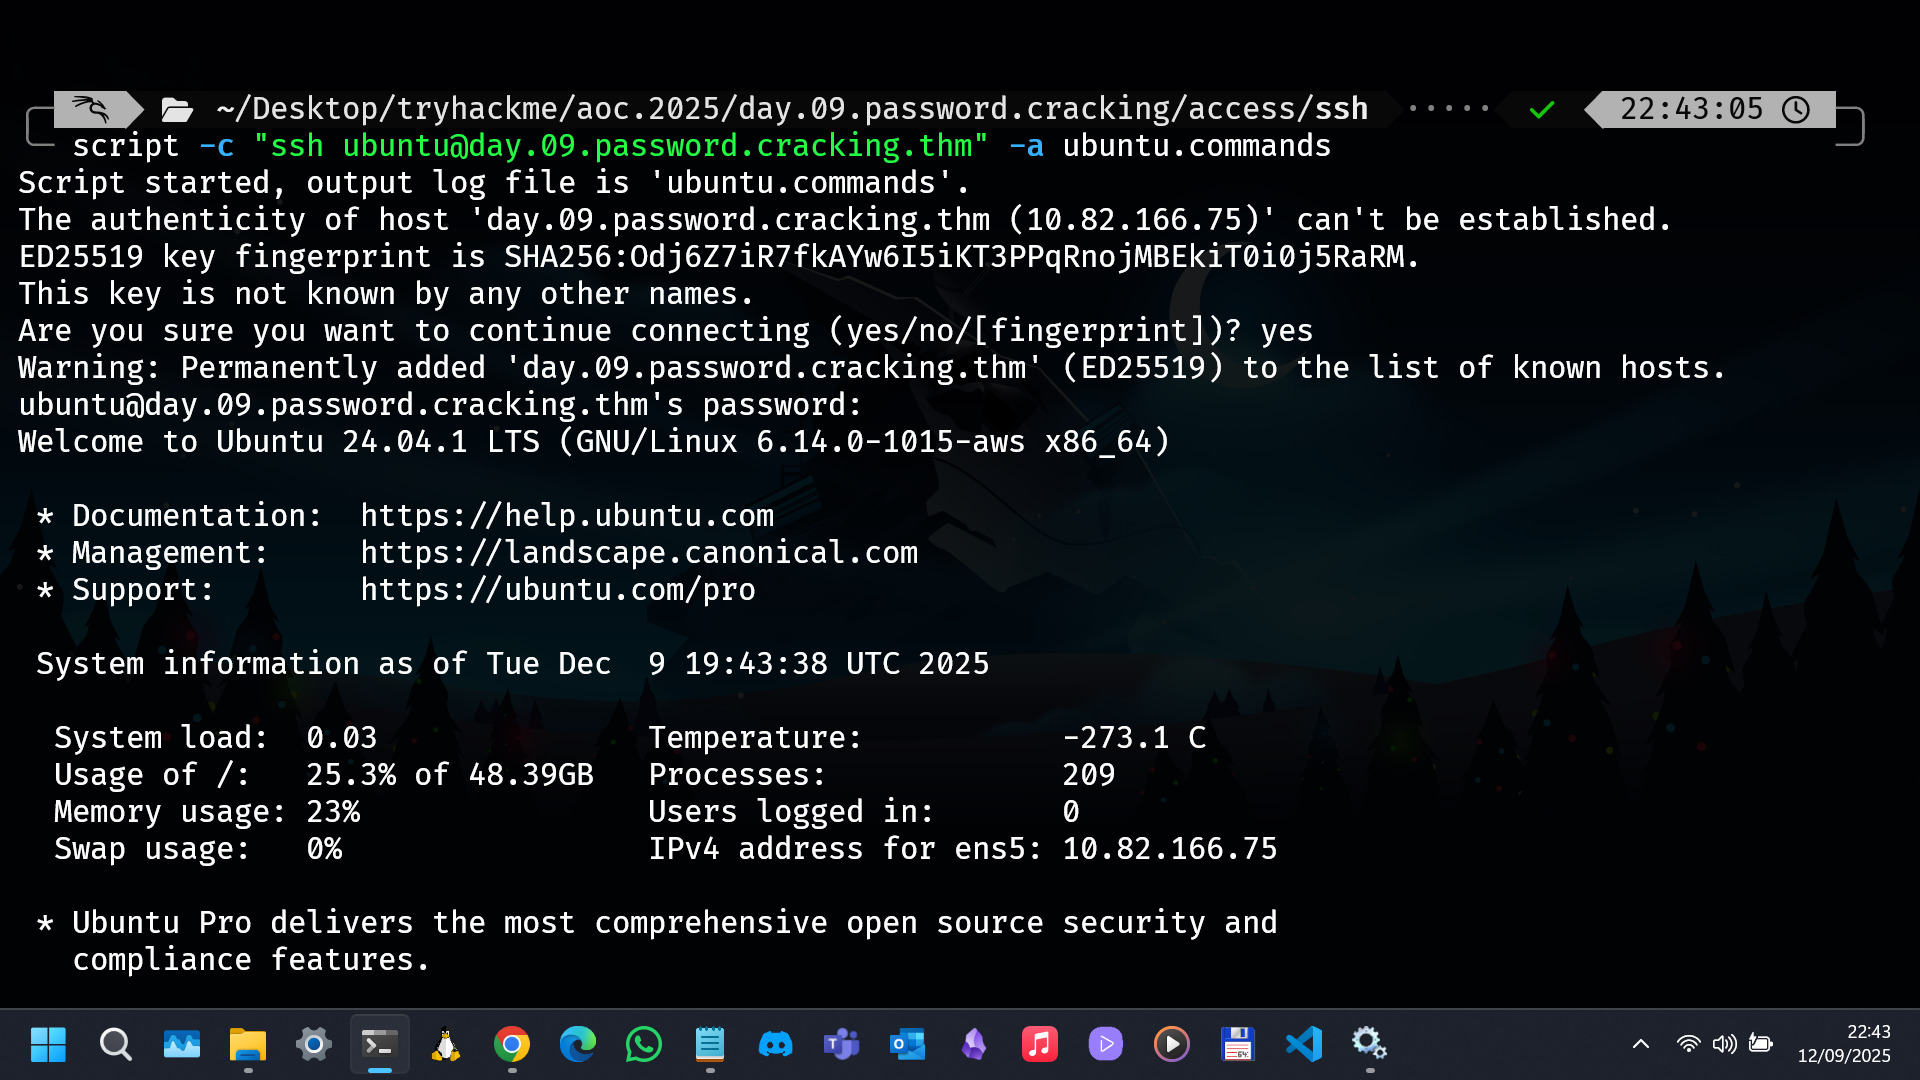 ~/Desktop/tryhackme/aoc.2025/day.09.password.cracking/access/ssh ····· ✓ 22:43:05
script -c "ssh ubuntu@day.09.password.cracking.thm" -a ubuntu.commands
Script started, output log file is 'ubuntu.commands'.
The authenticity of host 'day.09.password.cracking.thm (10.82.166.75)' can't be established.
ED25519 key fingerprint is SHA256:Odj6Z7iR7fkAYw6I5iKT3PPqRnojMBEkiT0i0j5RaRM.
This key is not known by any other names.
Are you sure you want to continue connecting (yes/no/[fingerprint])? yes
Warning: Permanently added 'day.09.password.cracking.thm' (ED25519) to the list of known hosts.
ubuntu@day.09.password.cracking.thm's password:
Welcome to Ubuntu 24.04.1 LTS (GNU/Linux 6.14.0-1015-aws x86_64)
* Documentation:  https://help.ubuntu.com
* Management:     https://landscape.canonical.com
* Support:        https://ubuntu.com/pro
System information as of Tue Dec  9 19:43:38 UTC 2025
System load:  0.03               Temperature:           -273.1 C
Usage of /:   25.3% of 48.39GB   Processes:             209
Memory usage: 23%                Users logged in:       0
Swap usage:   0%                 IPv4 address for ens5: 10.82.166.75
* Ubuntu Pro delivers the most comprehensive open source security and
compliance features.
22:43
12/09/2025